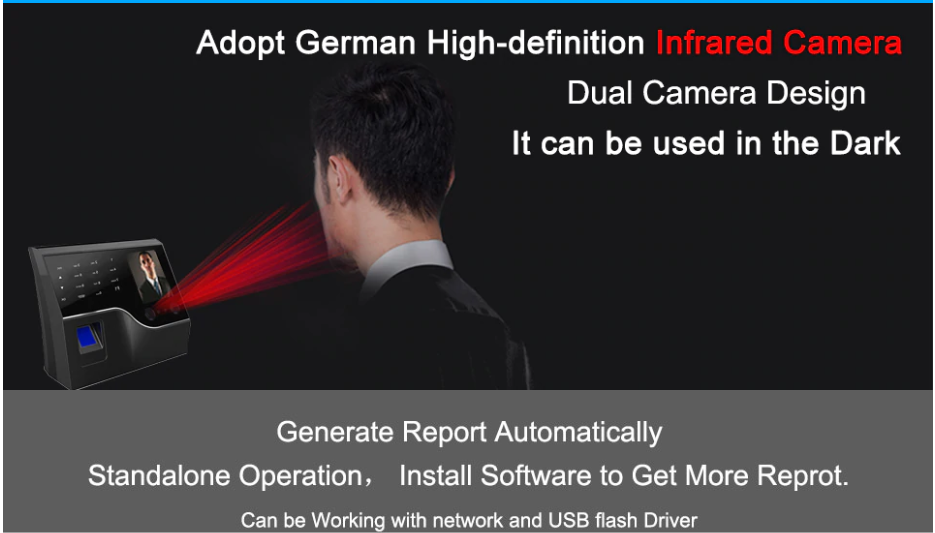 Adopt German High-definition Infrared Camera
Dual Camera Design
It can be used in the Dark
Generate Report Automatically
Standalone Operation， Install Software to Get More Reprot.
Can be Working with network and USB flash Driver